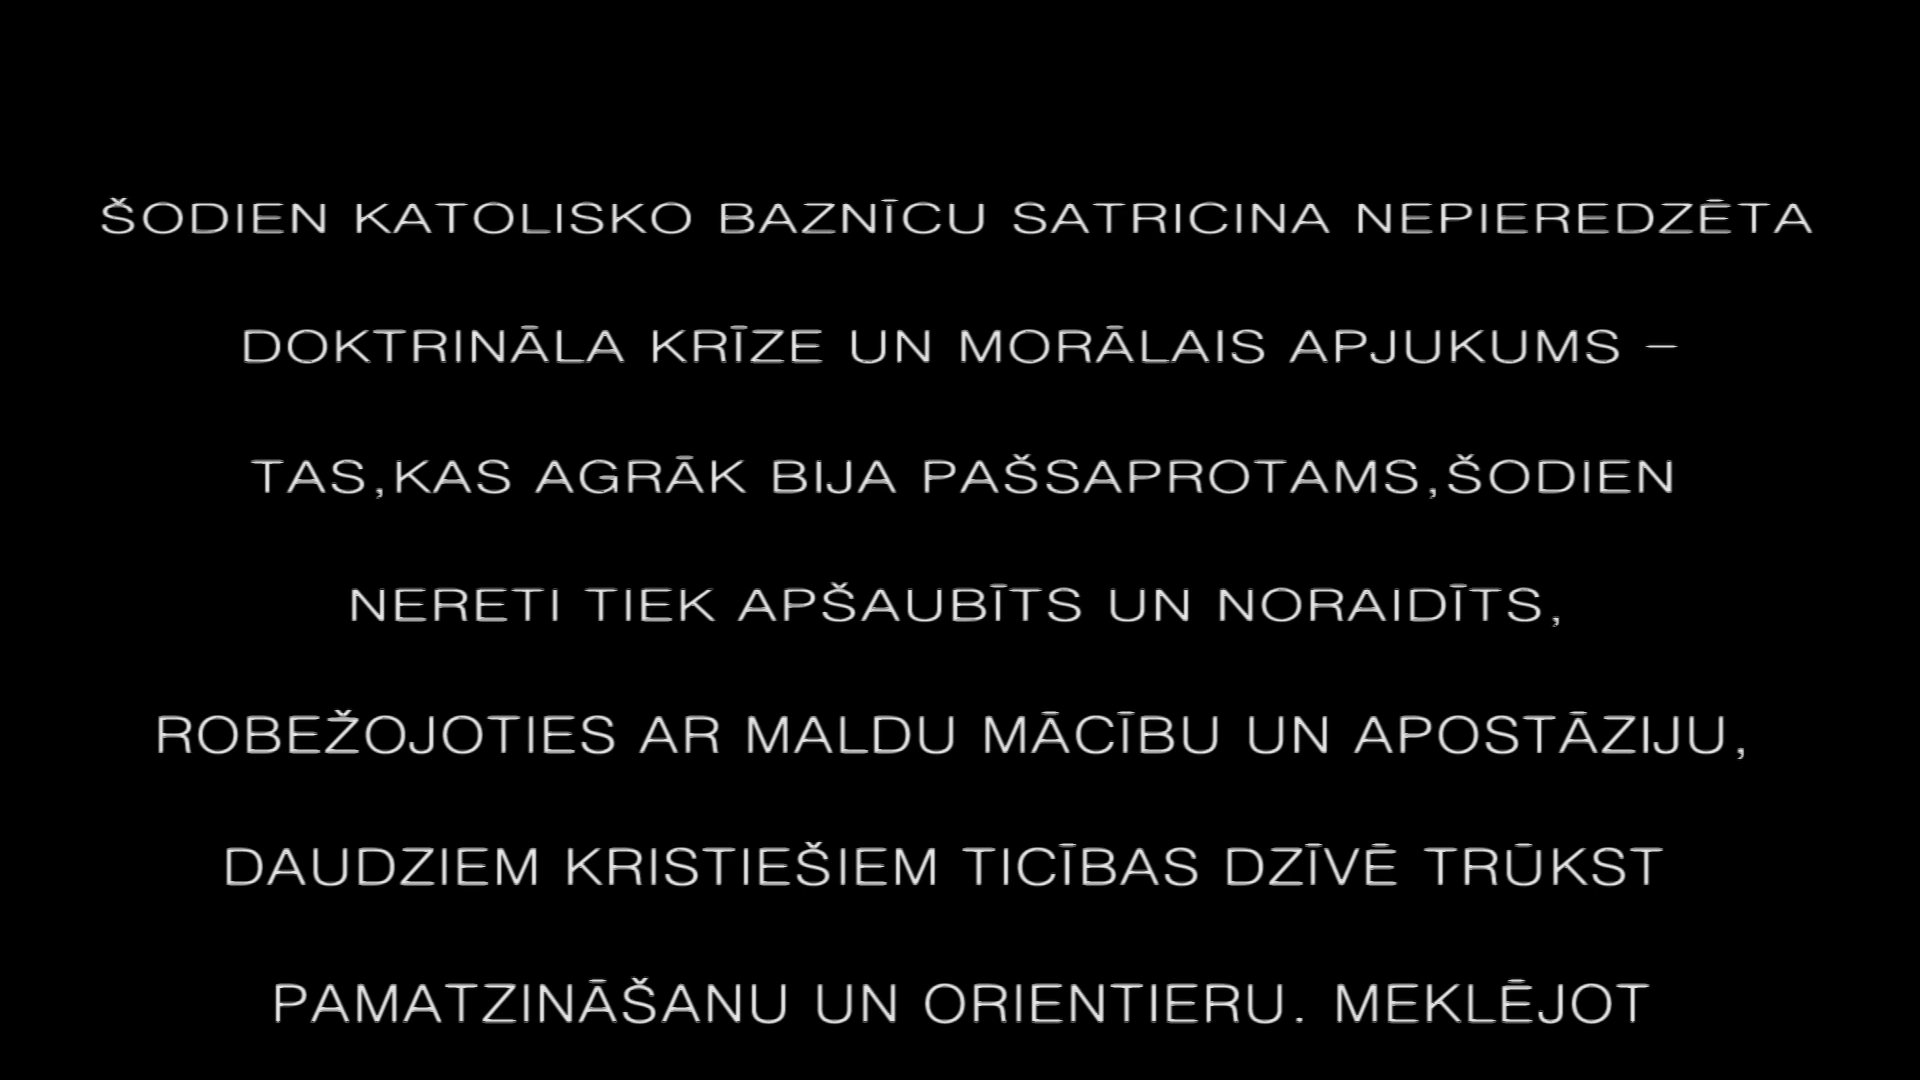 ŠODIEN KATOLISKO BAZNĪCU SATRICINA NEPIEREDZĒTA
DOKTRINĀLA KRĪZE UN MORĀLAIS APJUKUMS –
TAS,KAS AGRĀK BIJA PAŠSAPROTAMS,ŠODIEN
NERETI TIEK APŠAUBĪTS UN NORAIDĪTS,
ROBEŽOJOTIES AR MALDU MĀCĪBU UN APOSTĀZIJU,
DAUDZIEM KRISTIEŠIEM TICĪBAS DZĪVĒ TRŪKST
PAMATZINĀŠANU UN ORIENTIERU. MEKLĒJOT